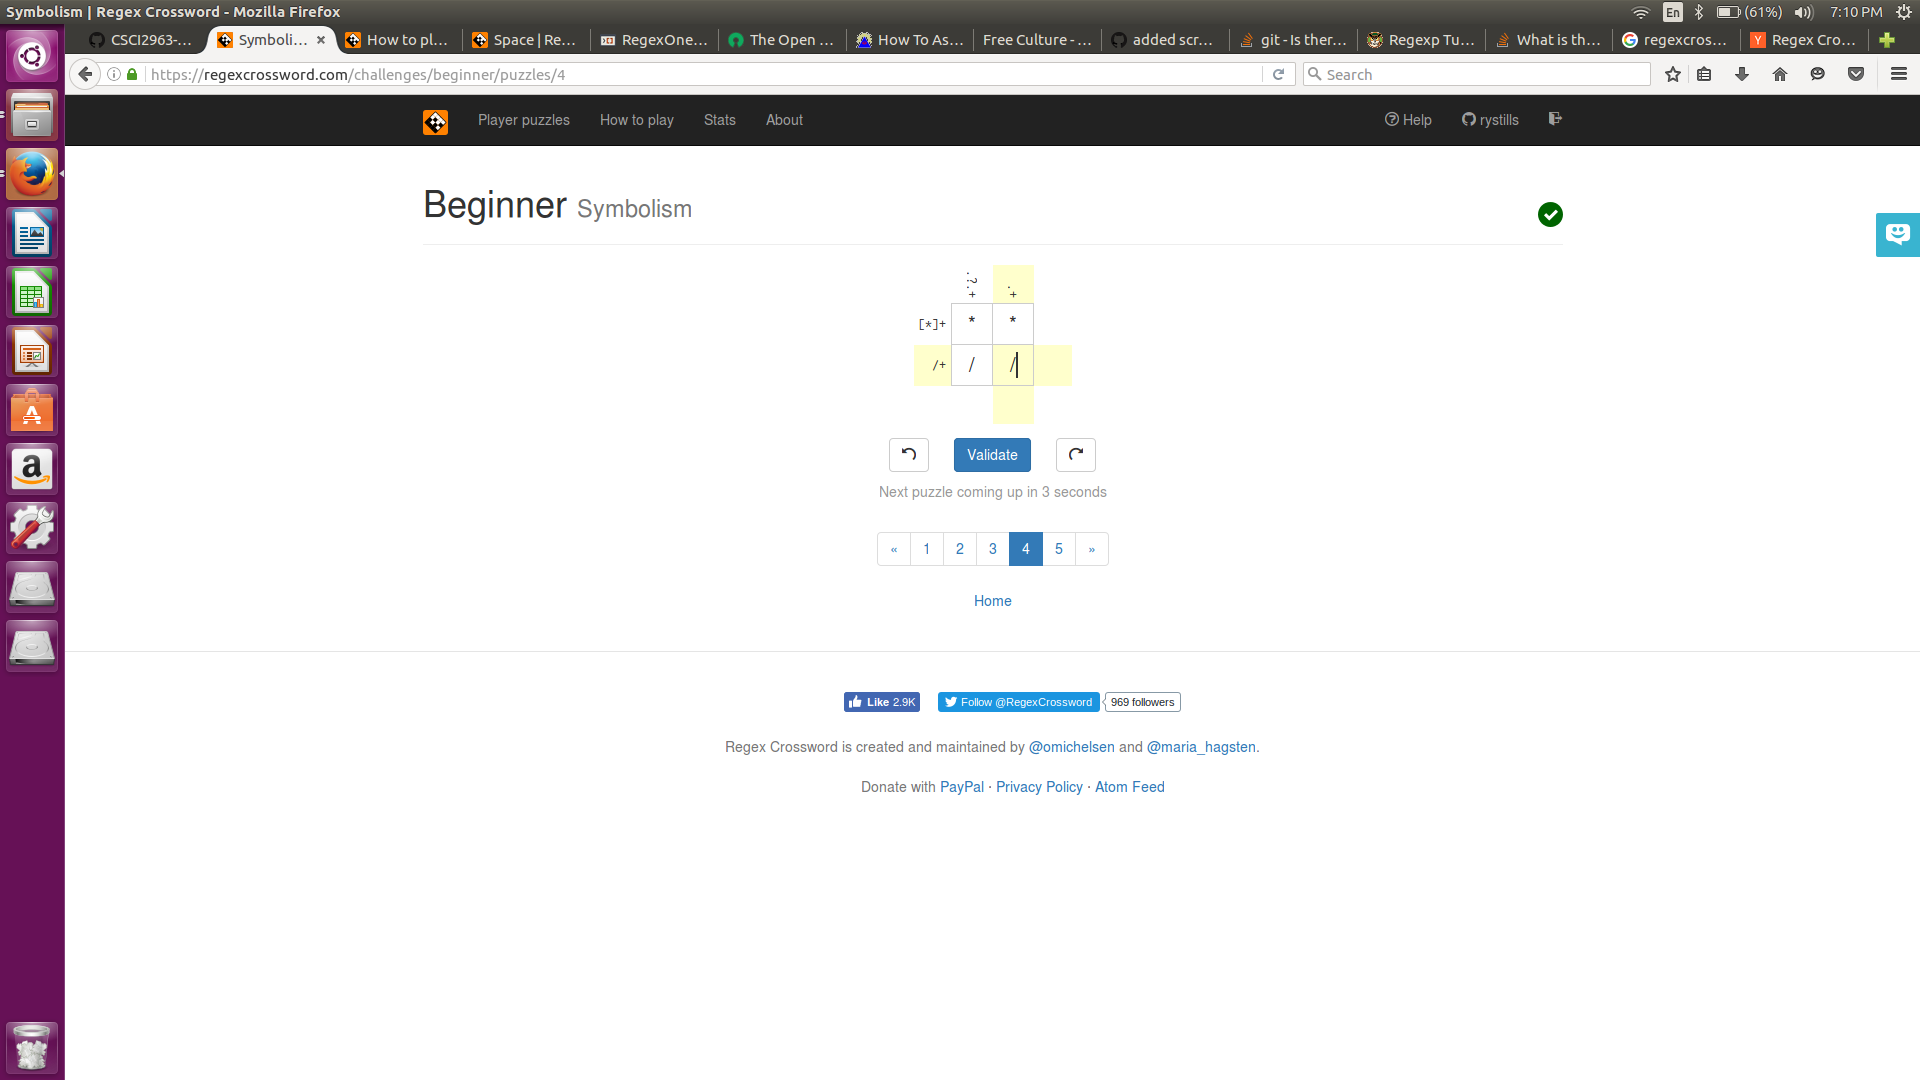 Symbolism | Regex Crossword - Mozilla Firefox
En (61%) 7:10 PM
CSCI2963-... Symboli... × How to pl... Space | Re... RegexOne... The Open ... How To As... Free Culture - ... added scr... git - Is ther... Regexp Tu... What is th... regexcros... Regex Cro...
https://regexcrossword.com/challenges/beginner/puzzles/4 Search
Player puzzles How to play Stats About Help rystills
Beginner Symbolism
.?.+ .+
[*]+ * *
/+ / /
Validate
Next puzzle coming up in 3 seconds
« 1 2 3 4 5 »
Home
Like 2.9K Follow @RegexCrossword 969 followers
Regex Crossword is created and maintained by @omichelsen and @maria_hagsten.
Donate with PayPal · Privacy Policy · Atom Feed